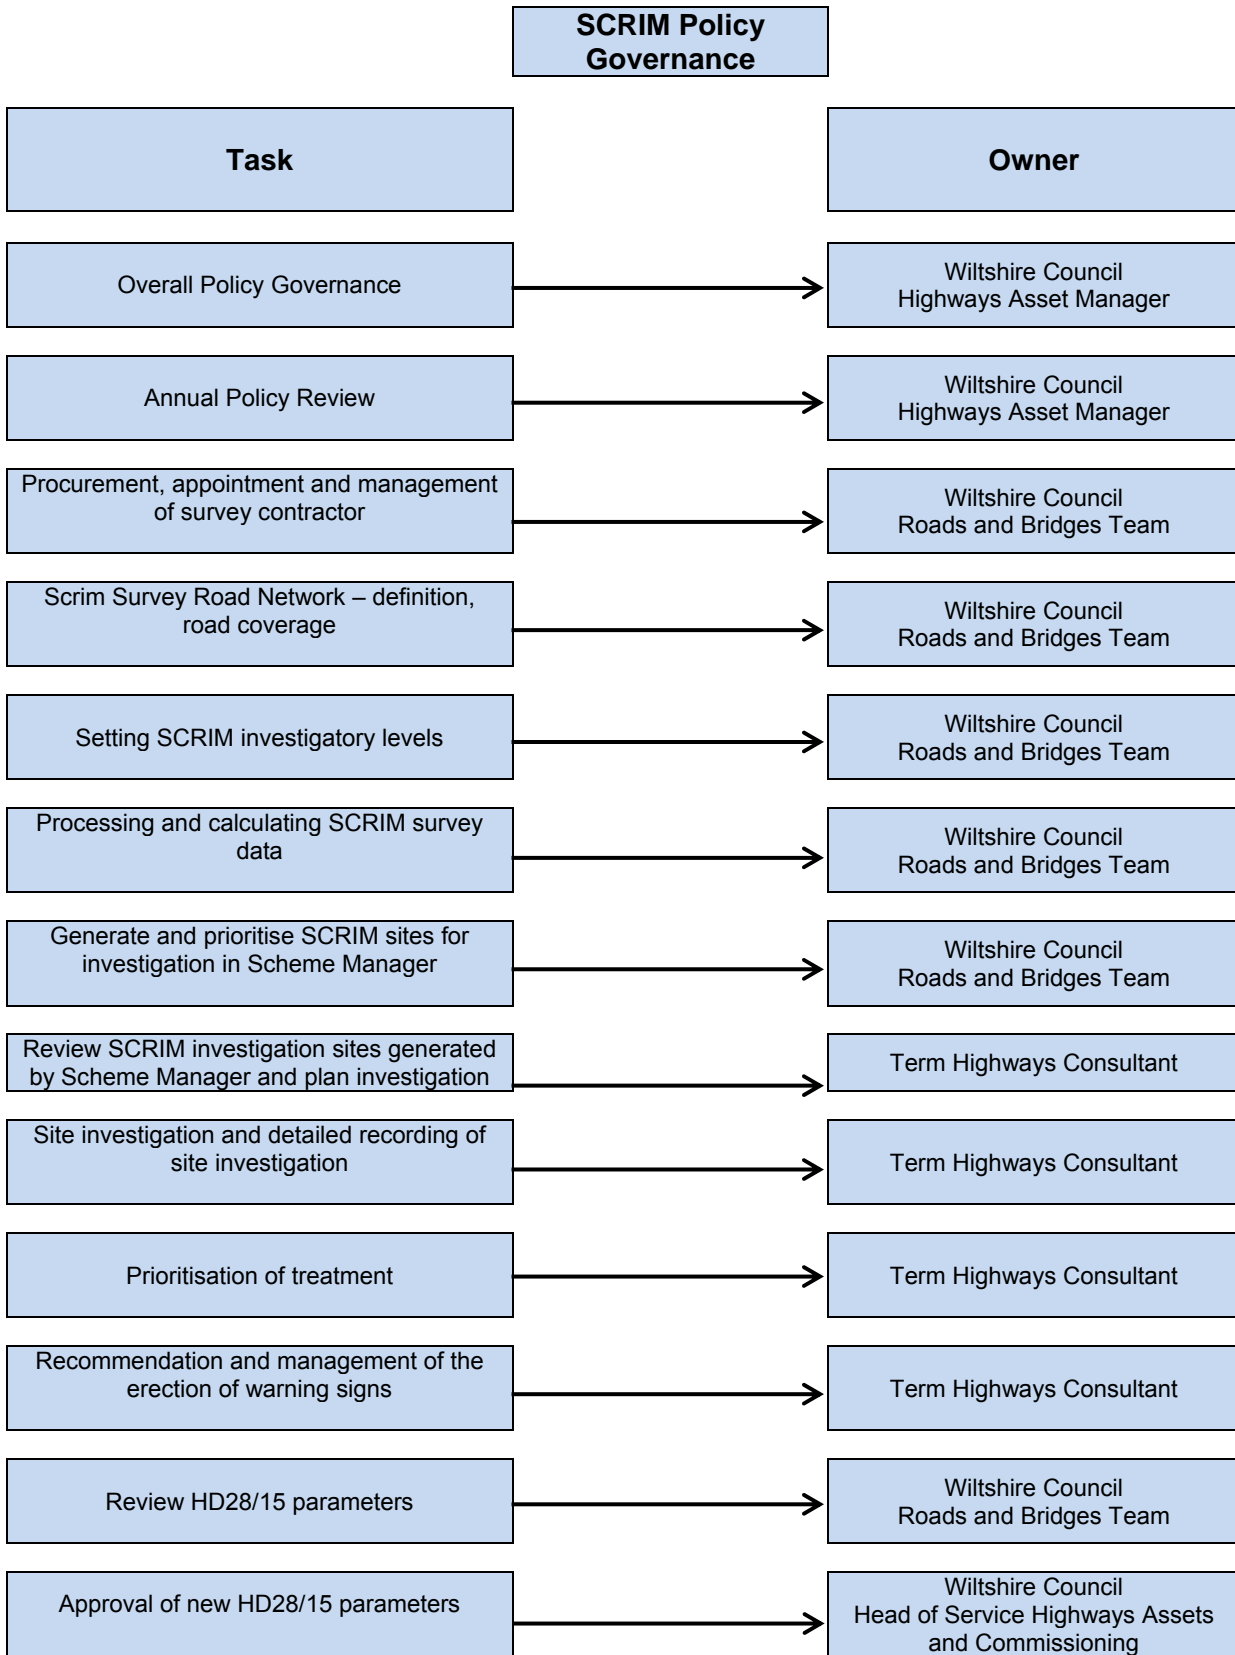 SCRIM Policy
Governance
Task
Owner
Overall Policy Governance
Wiltshire Council
Highways Asset Manager
Annual Policy Review
Wiltshire Council
Highways Asset Manager
Procurement, appointment and management
of survey contractor
Wiltshire Council
Roads and Bridges Team
Scrim Survey Road Network – definition,
road coverage
Wiltshire Council
Roads and Bridges Team
Setting SCRIM investigatory levels
Wiltshire Council
Roads and Bridges Team
Processing and calculating SCRIM survey
data
Wiltshire Council
Roads and Bridges Team
Generate and prioritise SCRIM sites for
investigation in Scheme Manager
Wiltshire Council
Roads and Bridges Team
Review SCRIM investigation sites generated
by Scheme Manager and plan investigation
Term Highways Consultant
Site investigation and detailed recording of
site investigation
Term Highways Consultant
Prioritisation of treatment
Term Highways Consultant
Recommendation and management of the
erection of warning signs
Term Highways Consultant
Review HD28/15 parameters
Wiltshire Council
Roads and Bridges Team
Approval of new HD28/15 parameters
Wiltshire Council
Head of Service Highways Assets
and Commissioning